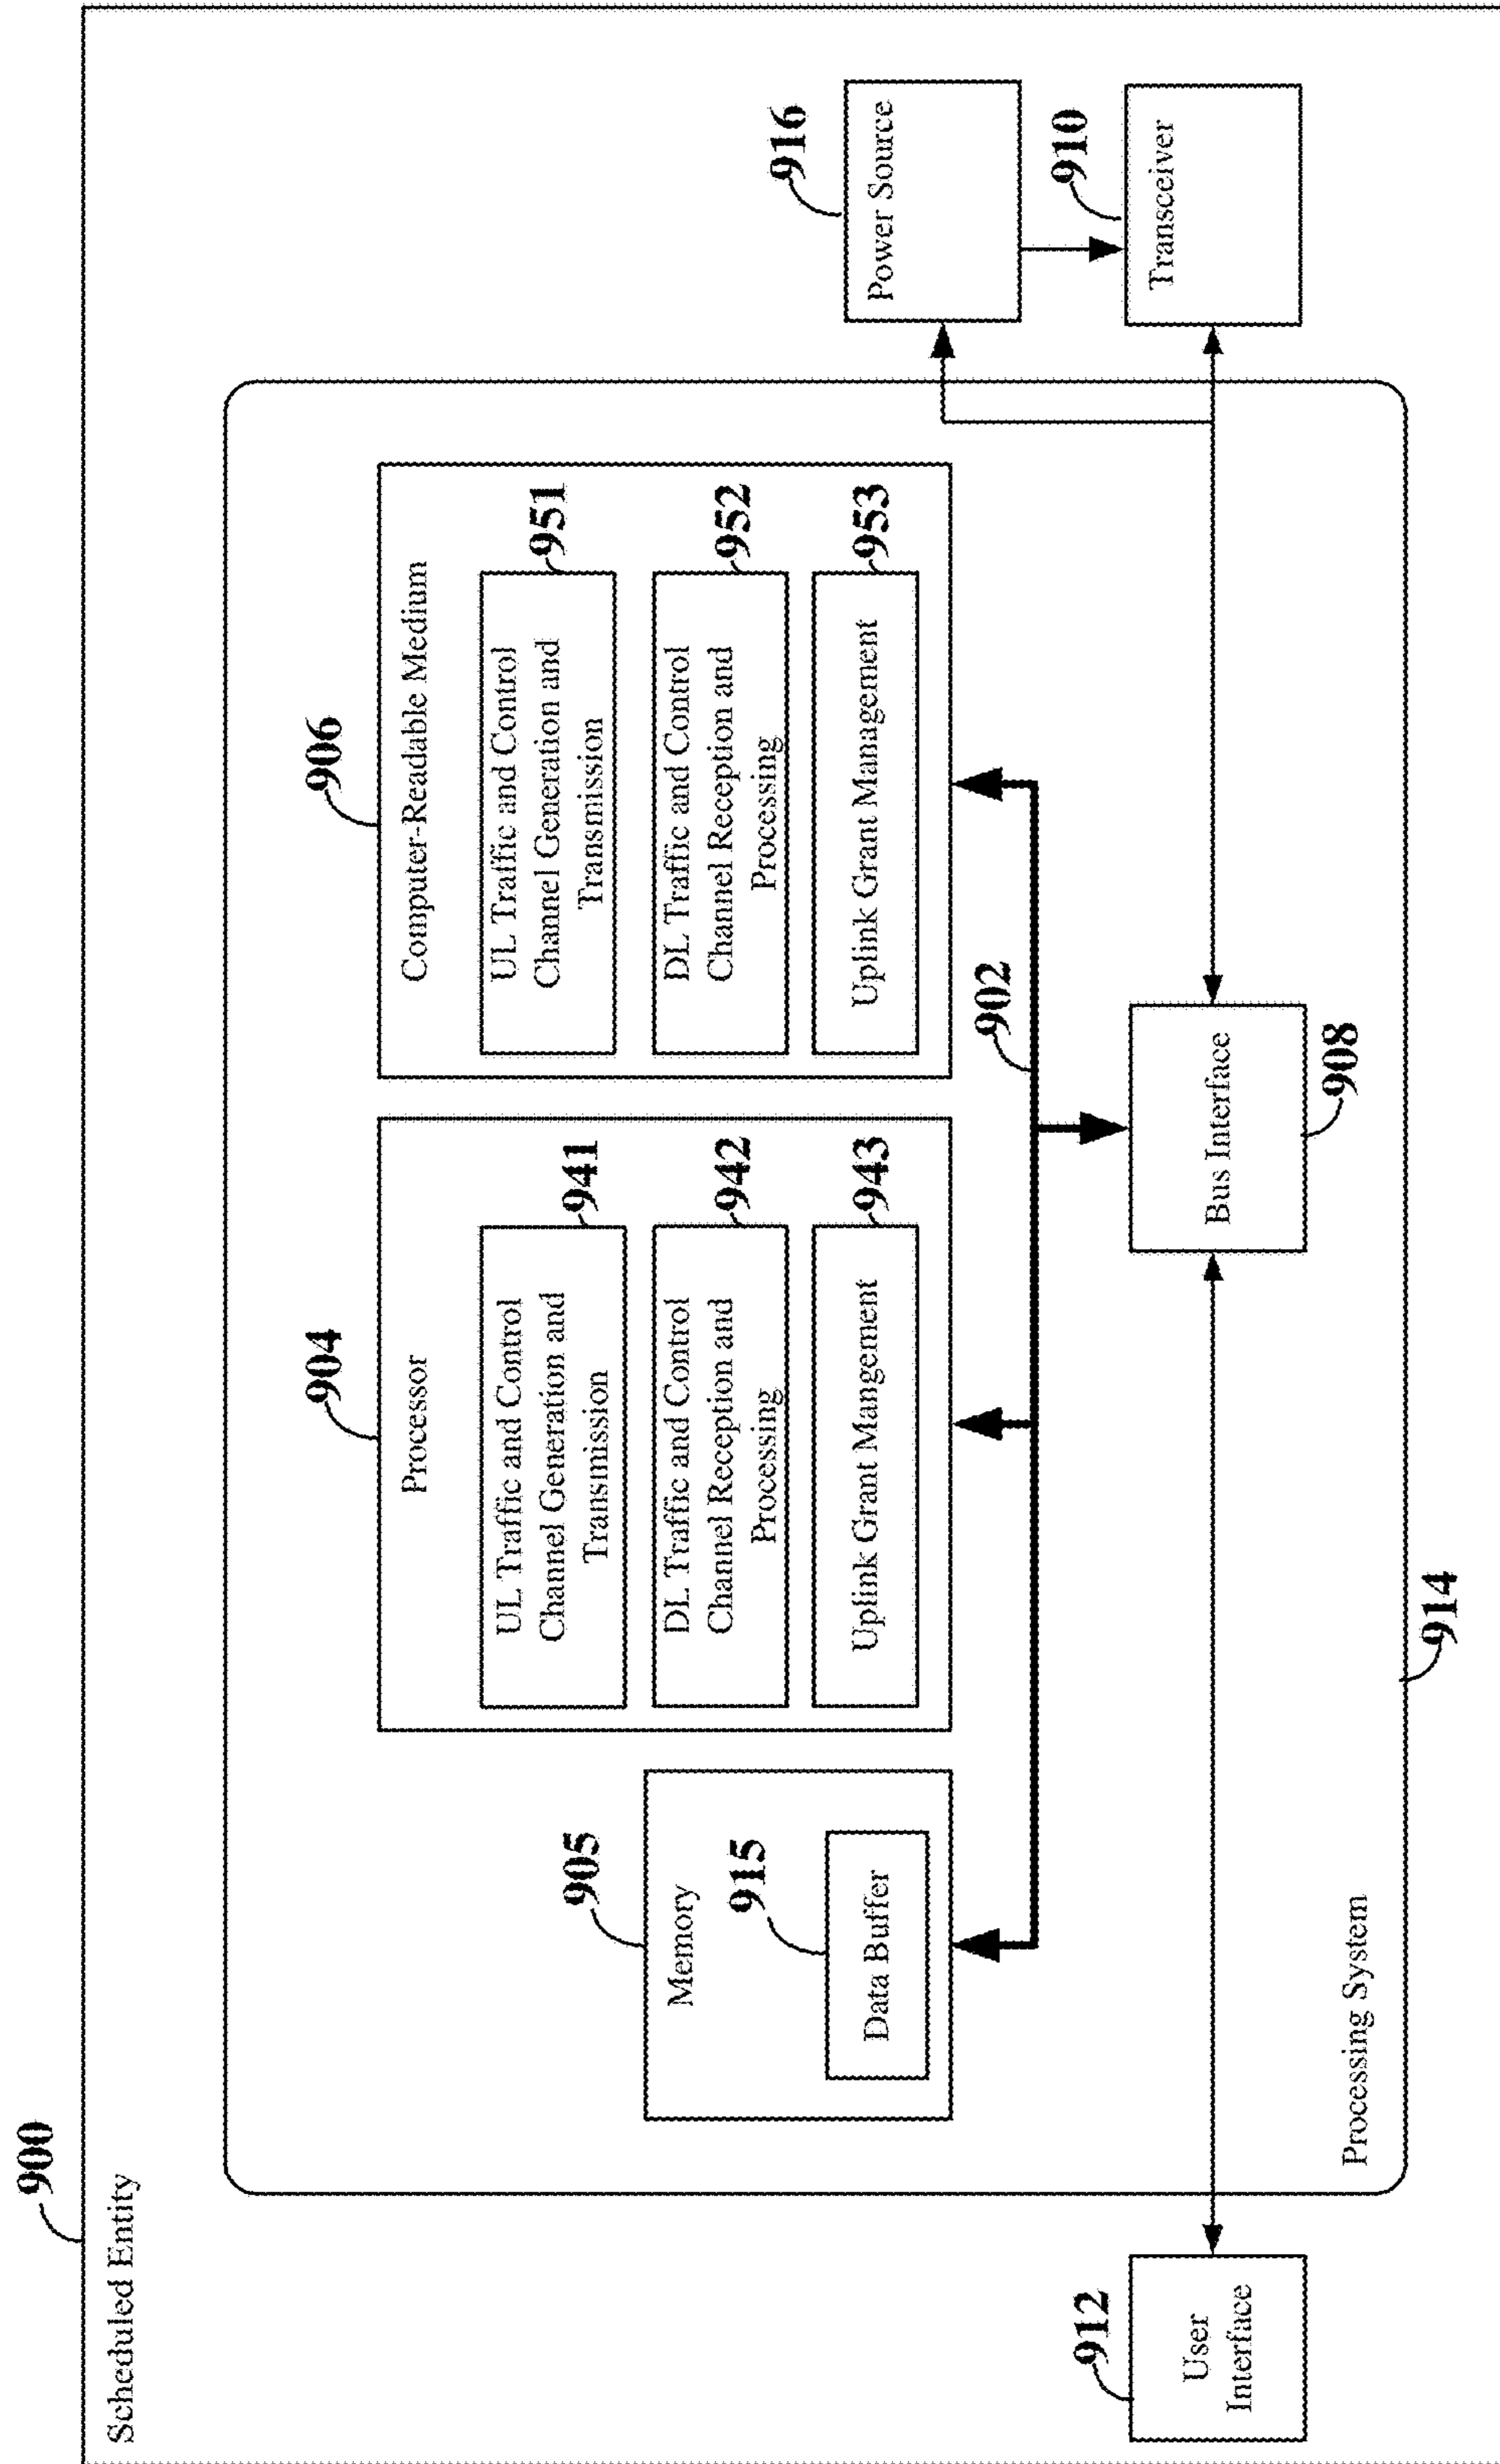 900
Scheduled Entity
906
Computer-Readable Medium
951
UL Traffic and Control
Channel Generation and
Transmission
952
DL Traffic and Control
Channel Reception and
Processing
953
Uplink Grant Management
904
Processor
941
UL Traffic and Control
Channel Generation and
Transmission
942
DL Traffic and Control
Channel Reception and
Processing
943
Uplink Grant Mangement
905
Memory
915
Data Buffer
902
916
Power Source
910
Transceiver
912
User
Interface
Bus Interface
908
Processing System
914